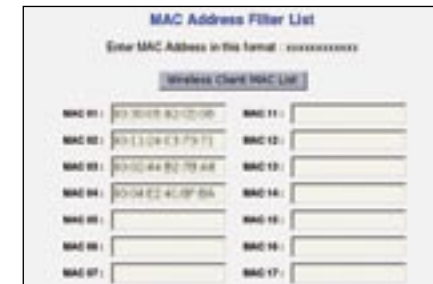 MAC Address Filter List
Enter MAC Address in this format : xxxxxxxxxxxx
Wireless Client MAC List
MAC 01 : MAC 11 :
MAC 02 : MAC 12 :
MAC 03 : MAC 13 :
MAC 04 : MAC 14 :
MAC 05 : MAC 15 :
MAC 06 : MAC 16 :
MAC 07 : MAC 17 :